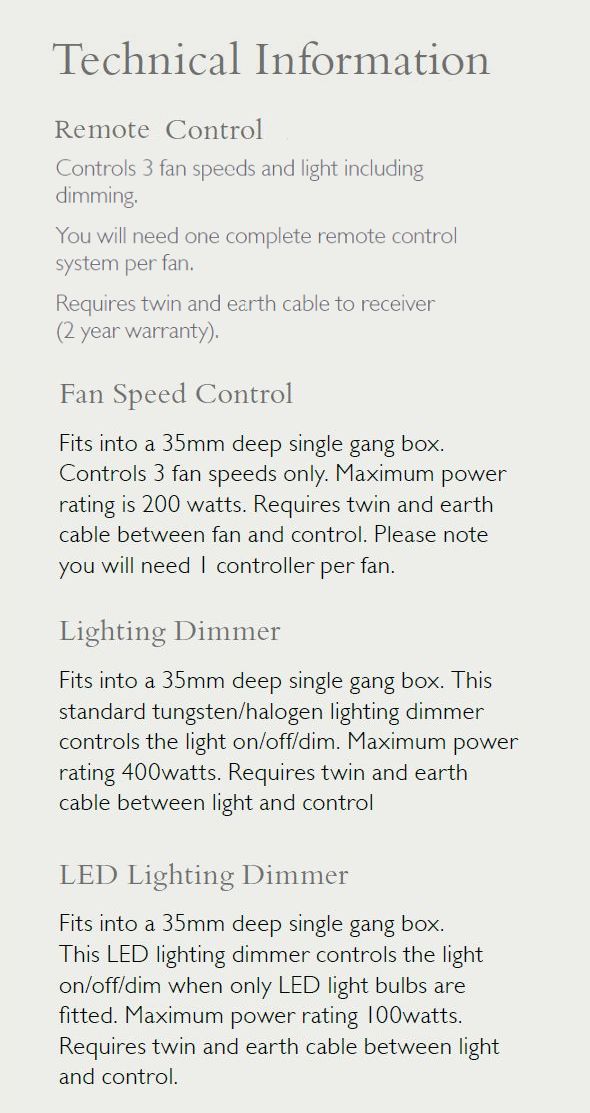 Technical Information
Remote Control
Controls 3 fan speeds and light including
dimming.
You will need one complete remote control
system per fan.
Requires twin and earth cable to receiver
(2 year warranty).
Fan Speed Control
Fits into a 35mm deep single gang box.
Controls 3 fan speeds only. Maximum power
rating is 200 watts. Requires twin and earth
cable between fan and control. Please note
you will need 1 controller per fan.
Lighting Dimmer
Fits into a 35mm deep single gang box. This
standard tungsten/halogen lighting dimmer
controls the light on/off/dim. Maximum power
rating 400watts. Requires twin and earth
cable between light and control
LED Lighting Dimmer
Fits into a 35mm deep single gang box.
This LED lighting dimmer controls the light
on/off/dim when only LED light bulbs are
fitted. Maximum power rating 100watts.
Requires twin and earth cable between light
and control.